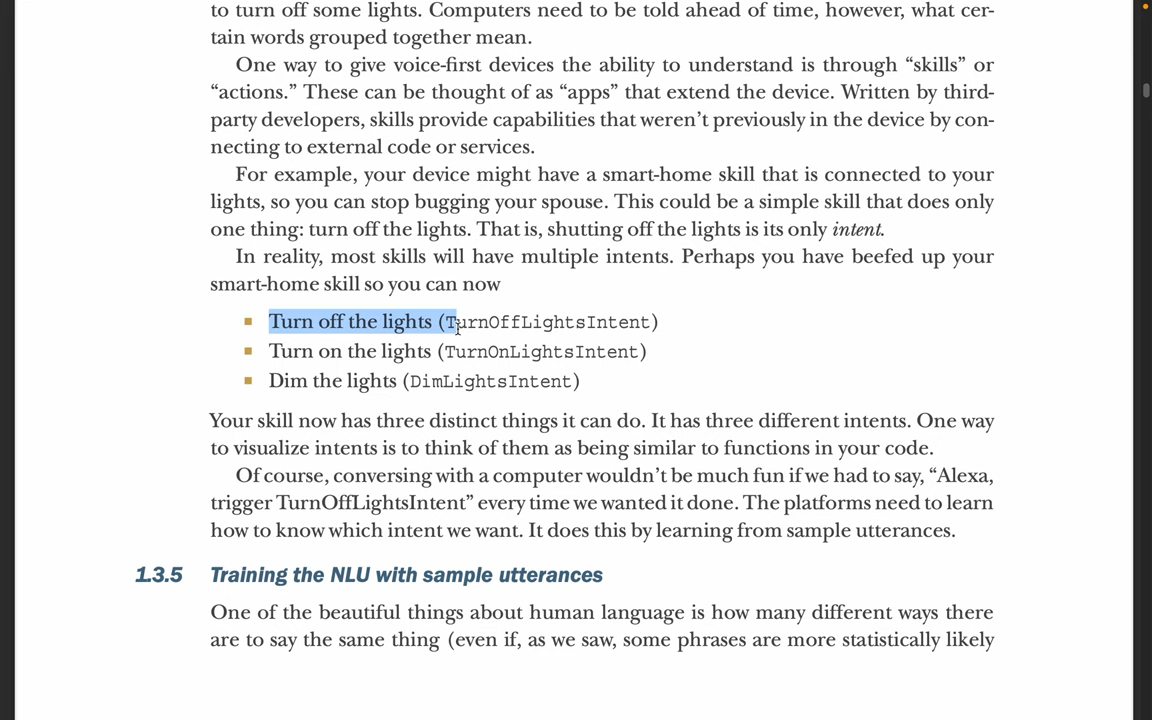 to turn off some lights. Computers need to be told ahead of time, however, what cer-
tain words grouped together mean.
One way to give voice-first devices the ability to understand is through “skills” or
“actions.” These can be thought of as “apps” that extend the device. Written by third-
party developers, skills provide capabilities that weren’t previously in the device by con-
necting to external code or services.
For example, your device might have a smart-home skill that is connected to your
lights, so you can stop bugging your spouse. This could be a simple skill that does only
one thing: turn off the lights. That is, shutting off the lights is its only intent.
In reality, most skills will have multiple intents. Perhaps you have beefed up your
smart-home skill so you can now
■ Turn off the lights (TurnOffLightsIntent)
■ Turn on the lights (TurnOnLightsIntent)
■ Dim the lights (DimLightsIntent)
Your skill now has three distinct things it can do. It has three different intents. One way
to visualize intents is to think of them as being similar to functions in your code.
Of course, conversing with a computer wouldn’t be much fun if we had to say, “Alexa,
trigger TurnOffLightsIntent” every time we wanted it done. The platforms need to learn
how to know which intent we want. It does this by learning from sample utterances.
1.3.5 Training the NLU with sample utterances
One of the beautiful things about human language is how many different ways there
are to say the same thing (even if, as we saw, some phrases are more statistically likely